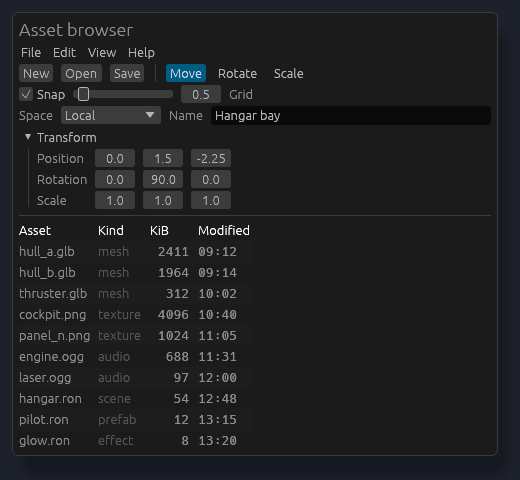 Asset browser
File Edit View Help
New Open Save Move Rotate Scale
Snap 0.5 Grid
Space Local Name Hangar bay
Transform
Position 0.0 1.5 -2.25
Rotation 0.0 90.0 0.0
Scale 1.0 1.0 1.0
Asset Kind KiB Modified
hull_a.glb mesh 2411 09:12
hull_b.glb mesh 1964 09:14
thruster.glb mesh 312 10:02
cockpit.png texture 4096 10:40
panel_n.png texture 1024 11:05
engine.ogg audio 688 11:31
laser.ogg audio 97 12:00
hangar.ron scene 54 12:48
pilot.ron prefab 12 13:15
glow.ron effect 8 13:20